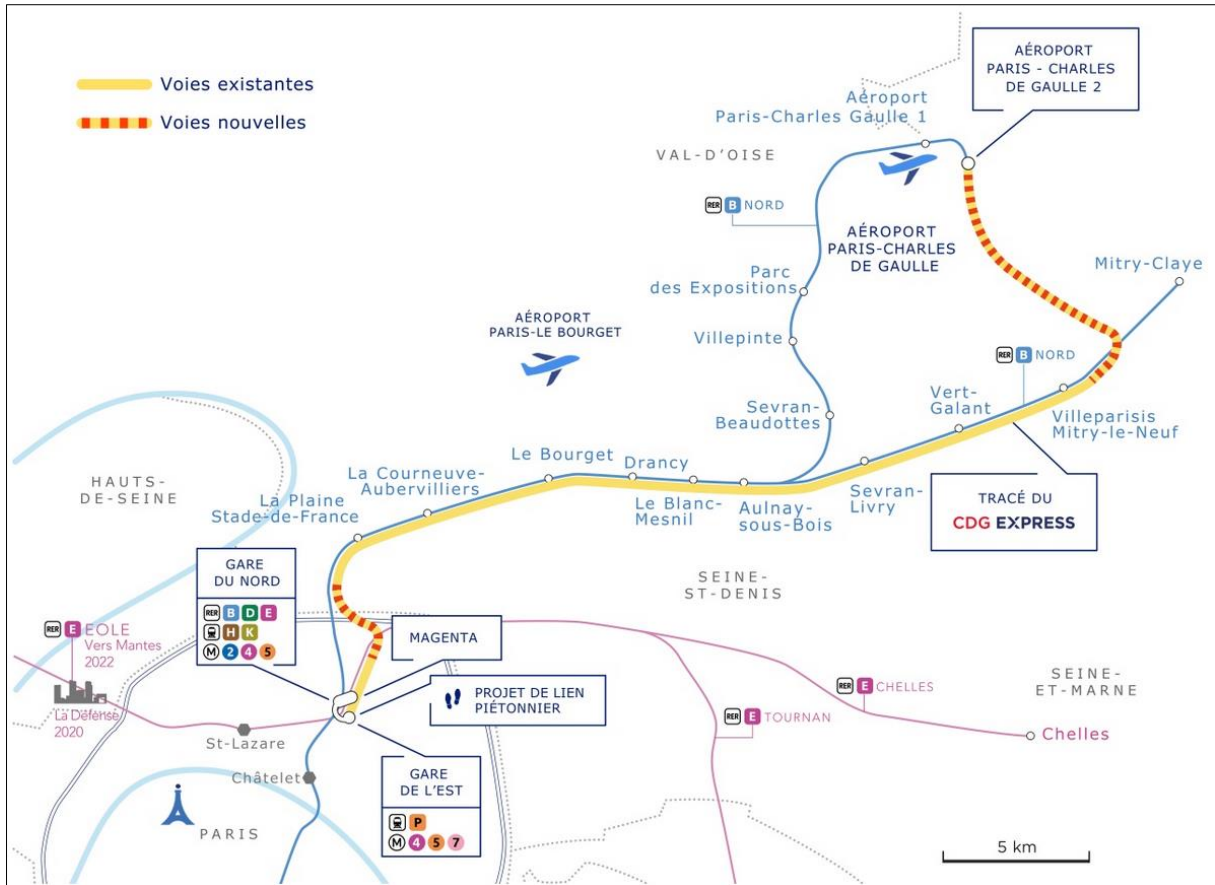 Voies existantes
Voies nouvelles
AÉROPORT
PARIS - CHARLES
DE GAULLE 2
Aéroport
Paris-Charles Gaulle 1
VAL-D'OISE
RER B NORD
AÉROPORT
PARIS-CHARLES
DE GAULLE
Mitry-Claye
Parc
des Expositions
AÉROPORT
PARIS-LE BOURGET
Villepinte
RER B NORD
Vert-
Galant
Sevran-
Beaudottes
Villeparisis
Mitry-le-Neuf
Le Bourget
Drancy
La Courneuve-
Aubervilliers
HAUTS-
DE-SEINE
La Plaine
Stade-de-France
Le Blanc-
Mesnil
Aulnay-
sous-Bois
Sevran-
Livry
TRACÉ DU
CDG EXPRESS
GARE
DU NORD
RER B D E
H K
M 2 4 5
SEINE-
ST-DENIS
RER E EOLE
Vers Mantes
2022
MAGENTA
PROJET DE LIEN
PIÉTONNIER
RER E CHELLES
SEINE-
ET-MARNE
La Défense
2020
RER E TOURNAN
Chelles
St-Lazare
Châtelet
GARE
DE L'EST
P
M 4 5 7
PARIS
5 km